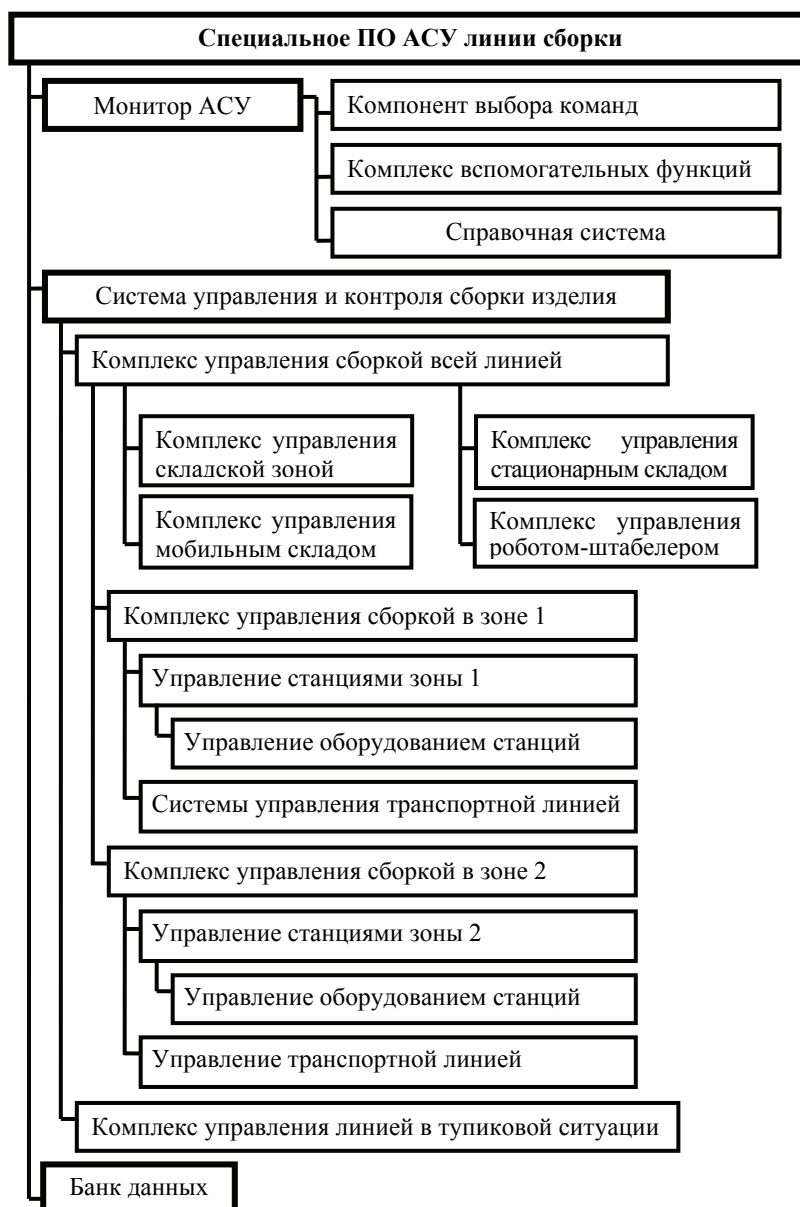 Специальное ПО АСУ линии сборки
Монитор АСУ
Компонент выбора команд
Комплекс вспомогательных функций
Справочная система
Система управления и контроля сборки изделия
Комплекс управления сборкой всей линией
Комплекс управления
складской зоной
Комплекс управления
стационарным складом
Комплекс управления
мобильным складом
Комплекс управления
роботом-штабелером
Комплекс управления сборкой в зоне 1
Управление станциями зоны 1
Управление оборудованием станций
Системы управления транспортной линией
Комплекс управления сборкой в зоне 2
Управление станциями зоны 2
Управление оборудованием станций
Управление транспортной линией
Комплекс управления линией в тупиковой ситуации
Банк данных